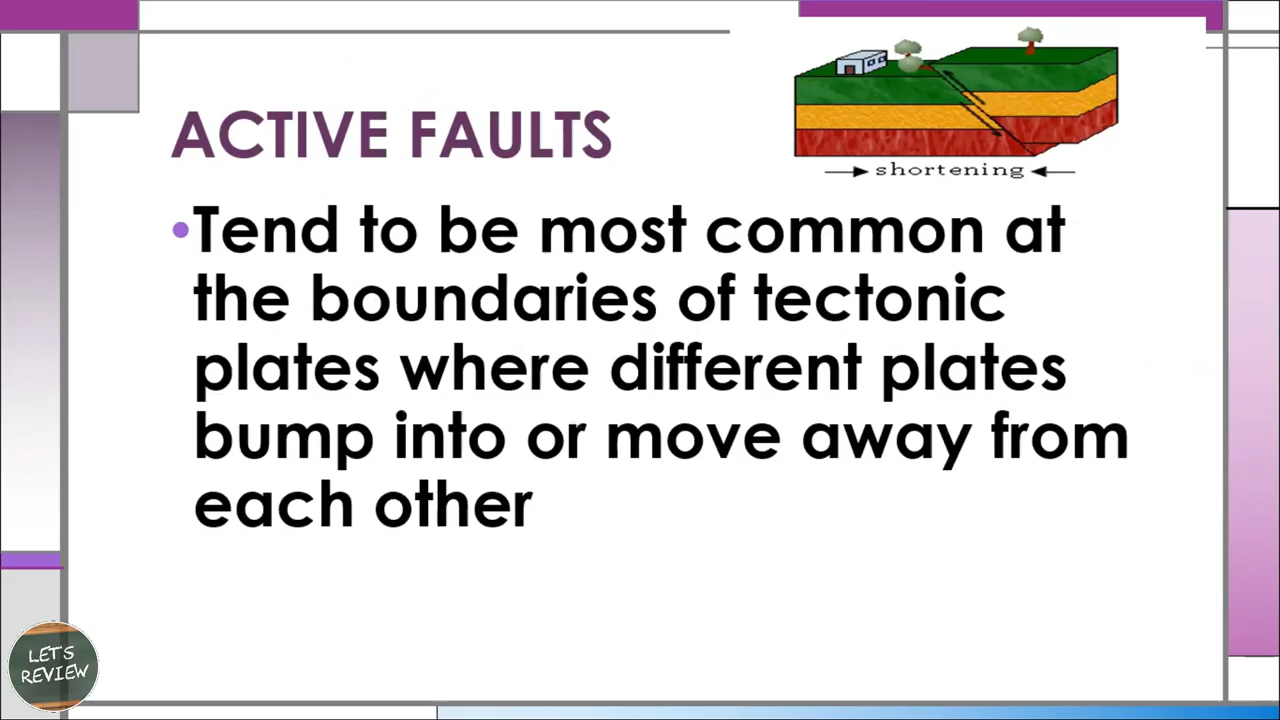 shortening
ACTIVE FAULTS
•Tend to be most common at
the boundaries of tectonic
plates where different plates
bump into or move away from
each other
LET'S
REVIEW